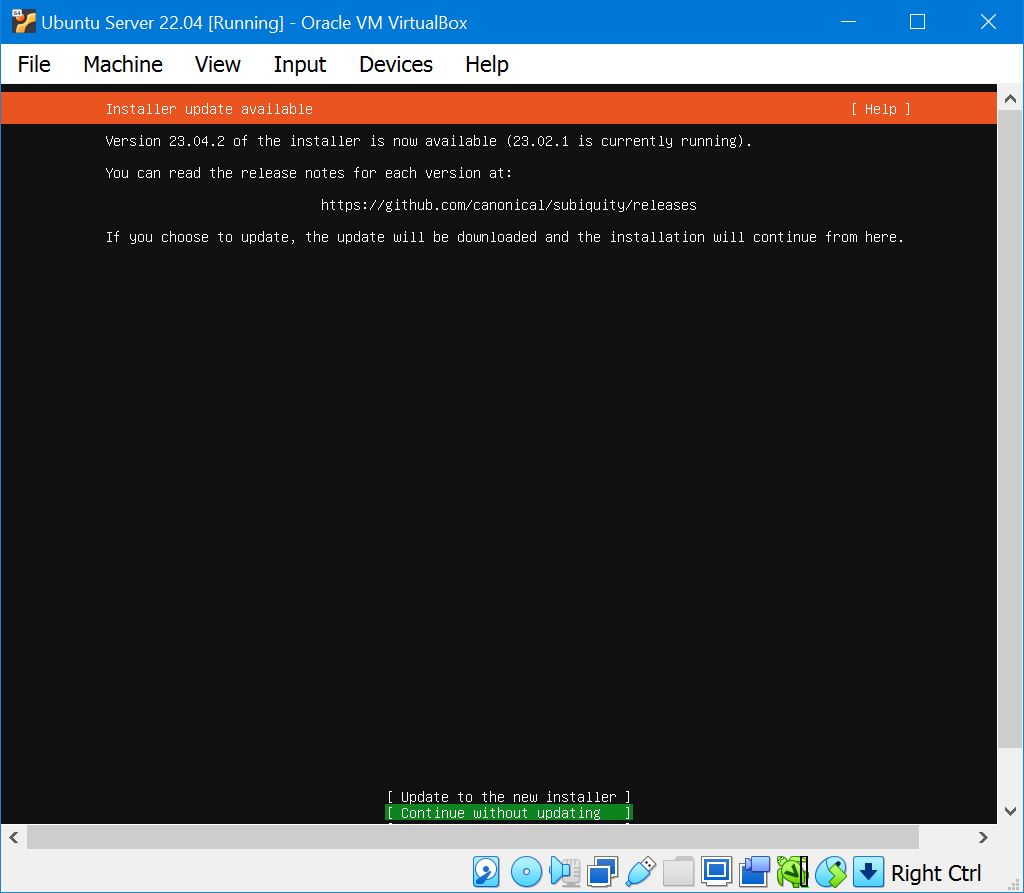 Ubuntu Server 22.04 [Running] - Oracle VM VirtualBox
File Machine View Input Devices Help
Installer update available [ Help ]
Version 23.04.2 of the installer is now available (23.02.1 is currently running).
You can read the release notes for each version at:
https://github.com/canonical/subiquity/releases
If you choose to update, the update will be downloaded and the installation will continue from here.
[ Update to the new installer ]
[ Continue without updating ]
Right Ctrl